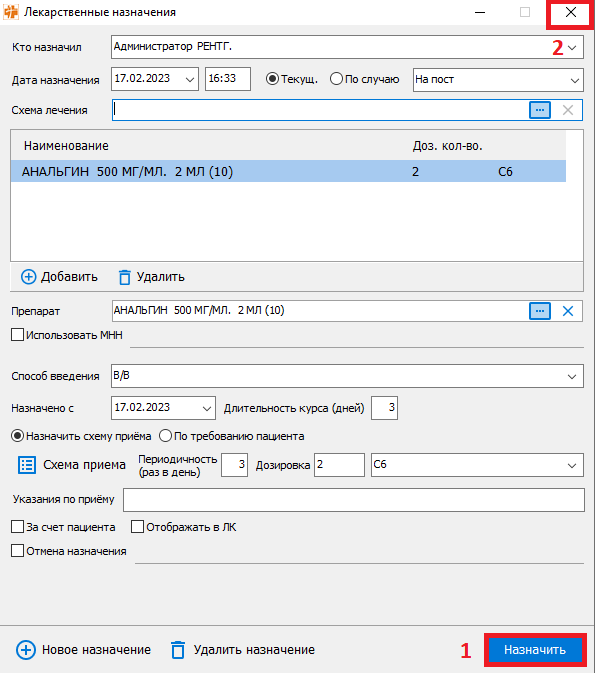 Лекарственные назначения
Кто назначил Администратор РЕНТГ. 2
Дата назначения 17.02.2023 16:33 Текущ. По случаю На пост
Схема лечения ...
Наименование Доз. кол-во.
АНАЛЬГИН 500 МГ/МЛ. 2 МЛ (10) 2 С6
Добавить Удалить
Препарат АНАЛЬГИН 500 МГ/МЛ. 2 МЛ (10) ...
Использовать МНН
Способ введения В/В
Назначено с 17.02.2023 Длительность курса (дней) 3
Назначить схему приёма По требованию пациента
Схема приема Периодичность (раз в день) 3 Дозировка 2 С6
Указания по приёму
За счет пациента Отображать в ЛК
Отмена назначения
Новое назначение Удалить назначение 1 Назначить